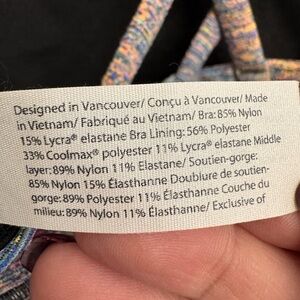 Designed in Vancouver/ Conçu à Vancouver/ Made
in Vietnam/ Fabriqué au Vietnam/ Bra: 85% Nylon
15% Lycra® elastane Bra Lining: 56% Polyester
33% Coolmax® polyester 11% Lycra® elastane Middle
layer: 89% Nylon 11% Elastane/ Soutien-gorge:
85% Nylon 15% Élasthanne Doublure de soutien-
gorge: 89% Polyester 11% Élasthanne Couche du
milieu: 89% Nylon 11% Élasthanne/ Exclusive of